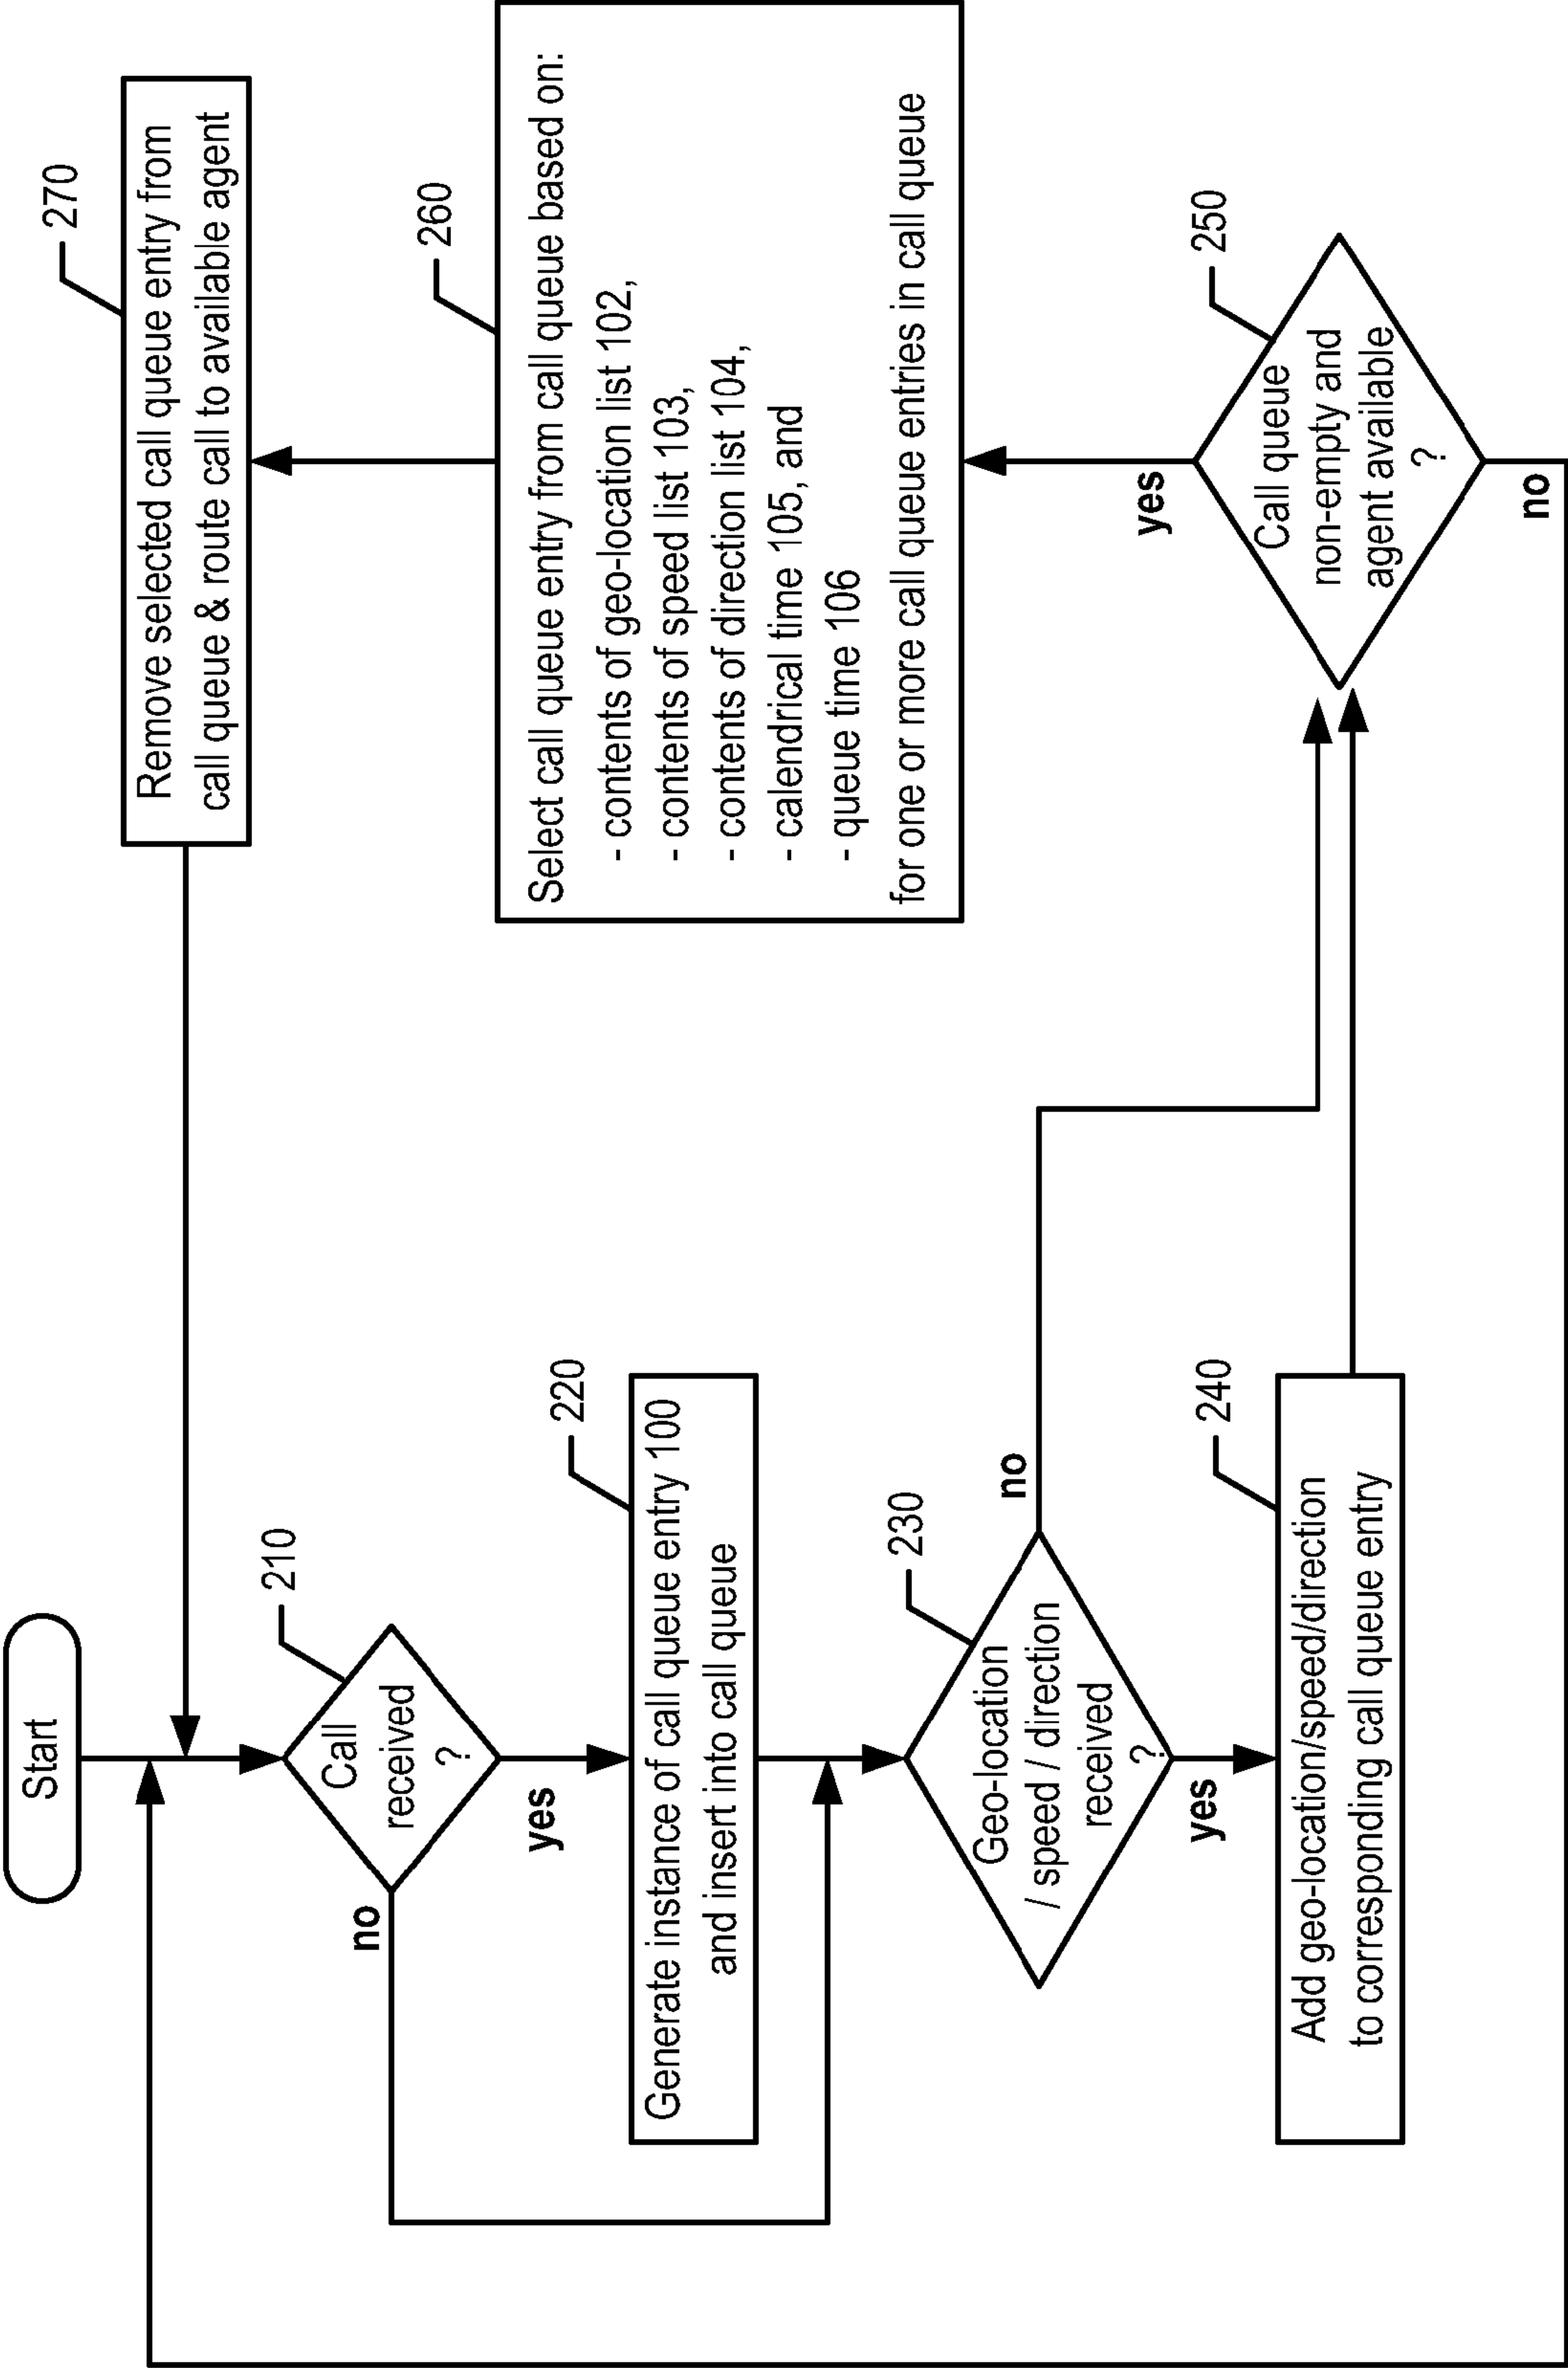 Start
210
Call
received
?
no
yes
220
Generate instance of call queue entry 100
and insert into call queue
230
Geo-location
/ speed / direction
received
?
no
yes
240
Add geo-location/speed/direction
to corresponding call queue entry
250
Call queue
non-empty and
agent available
?
yes
no
260
Select call queue entry from call queue based on:
- contents of geo-location list 102,
- contents of speed list 103,
- contents of direction list 104,
- calendrical time 105, and
- queue time 106
for one or more call queue entries in call queue
270
Remove selected call queue entry from
call queue & route call to available agent